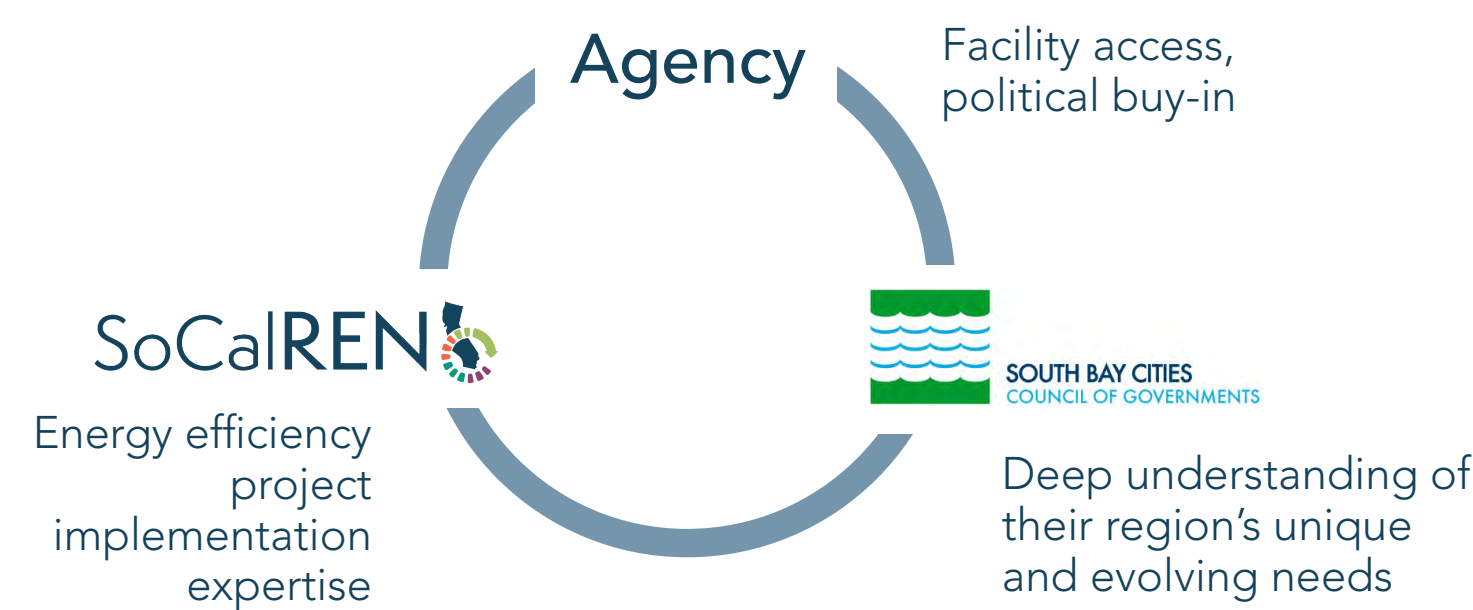 Agency
Facility access,
political buy-in
SoCalREN
Energy efficiency
project
implementation
expertise
SOUTH BAY CITIES
COUNCIL OF GOVERNMENTS
Deep understanding of
their region’s unique
and evolving needs